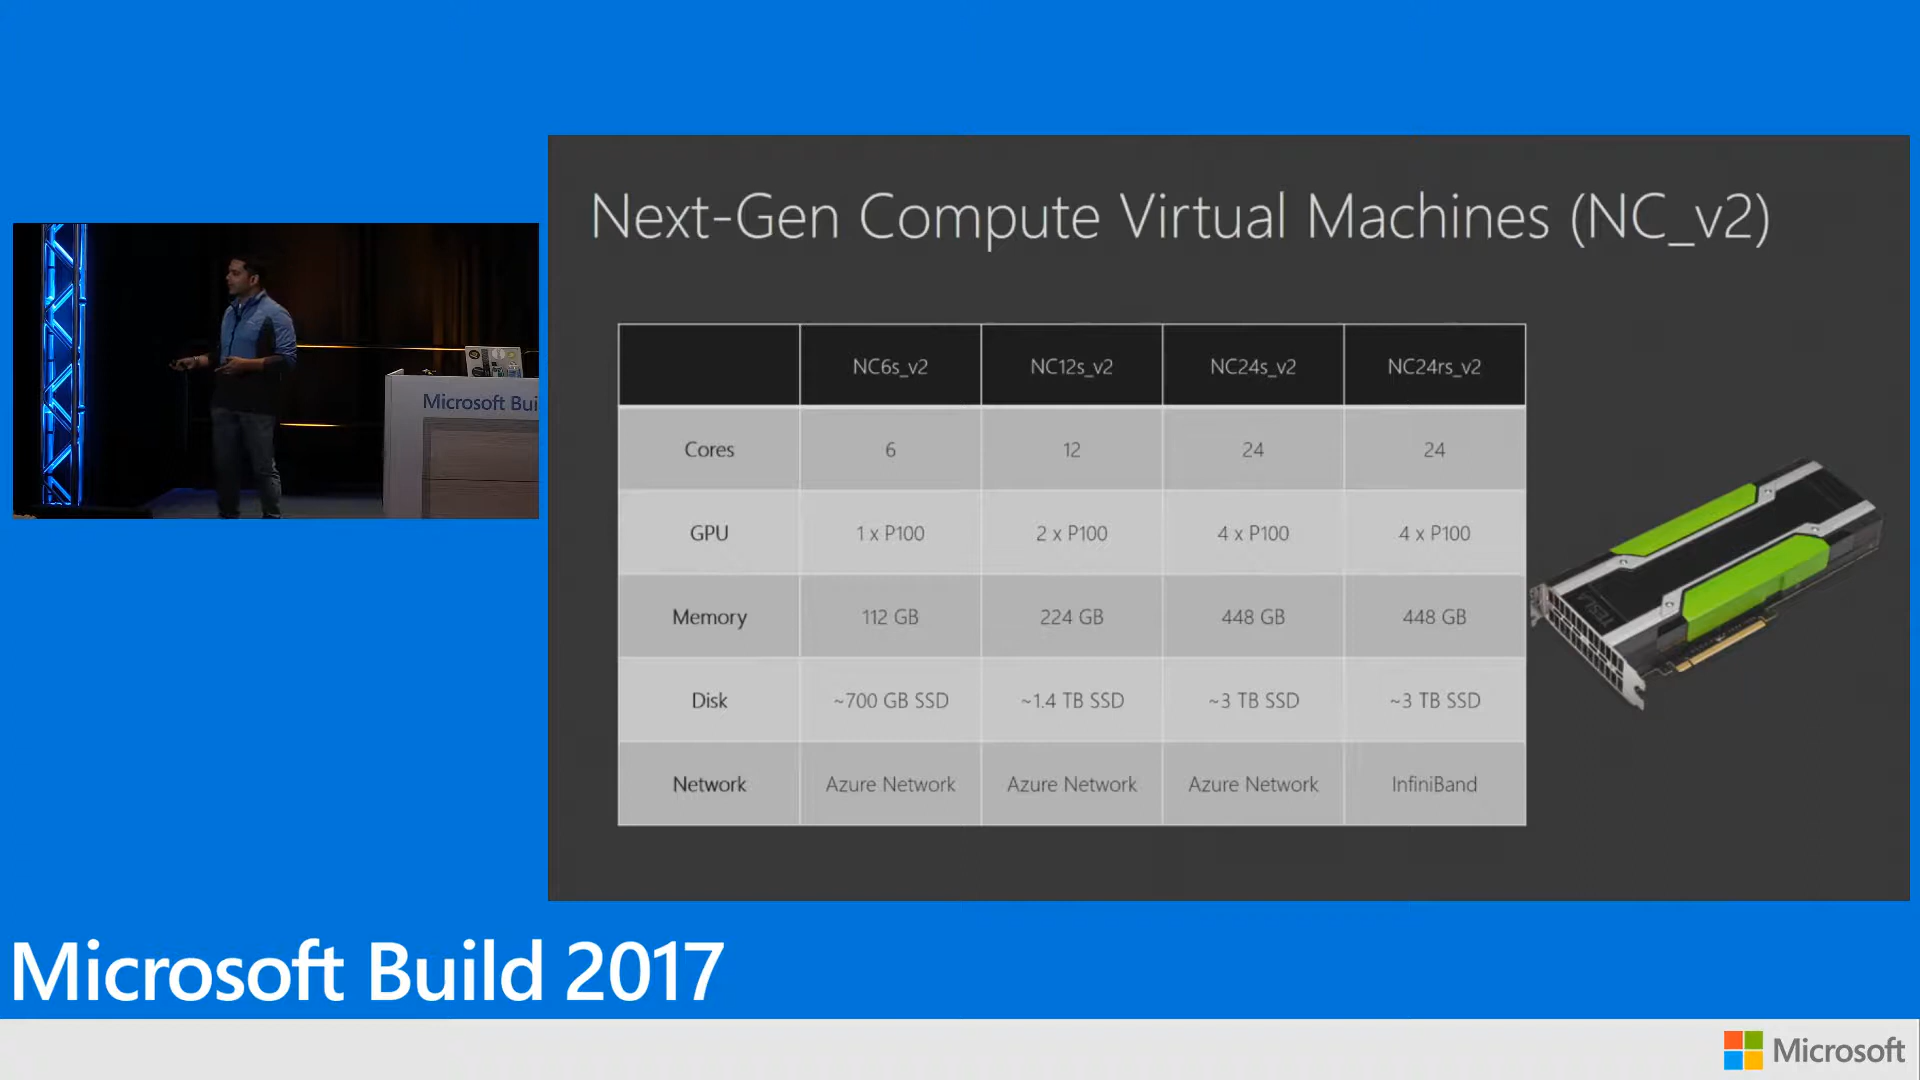 Next-Gen Compute Virtual Machines (NC_v2)
NC6s_v2 NC12s_v2 NC24s_v2 NC24rs_v2
Cores 6 12 24 24
GPU 1 x P100 2 x P100 4 x P100 4 x P100
Memory 112 GB 224 GB 448 GB 448 GB
Disk ~700 GB SSD ~1.4 TB SSD ~3 TB SSD ~3 TB SSD
Network Azure Network Azure Network Azure Network InfiniBand
TESLA
Microsoft Bui
Microsoft Build 2017
Microsoft